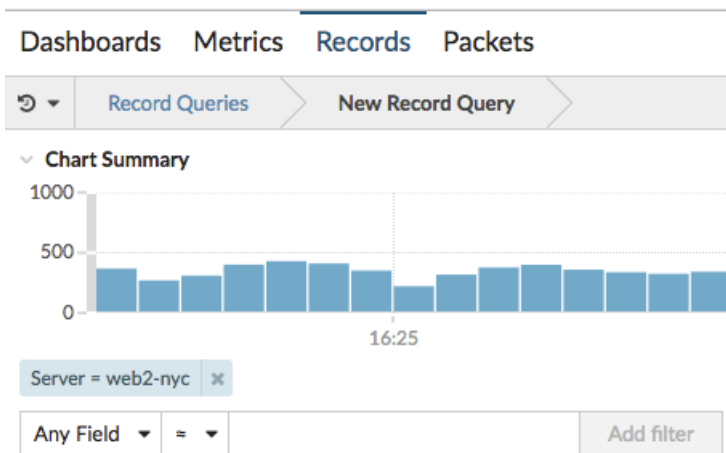 Dashboards Metrics Records Packets
Record Queries New Record Query
Chart Summary
1000
500
0
16:25
Server = web2-nyc ×
Any Field ≈ Add filter